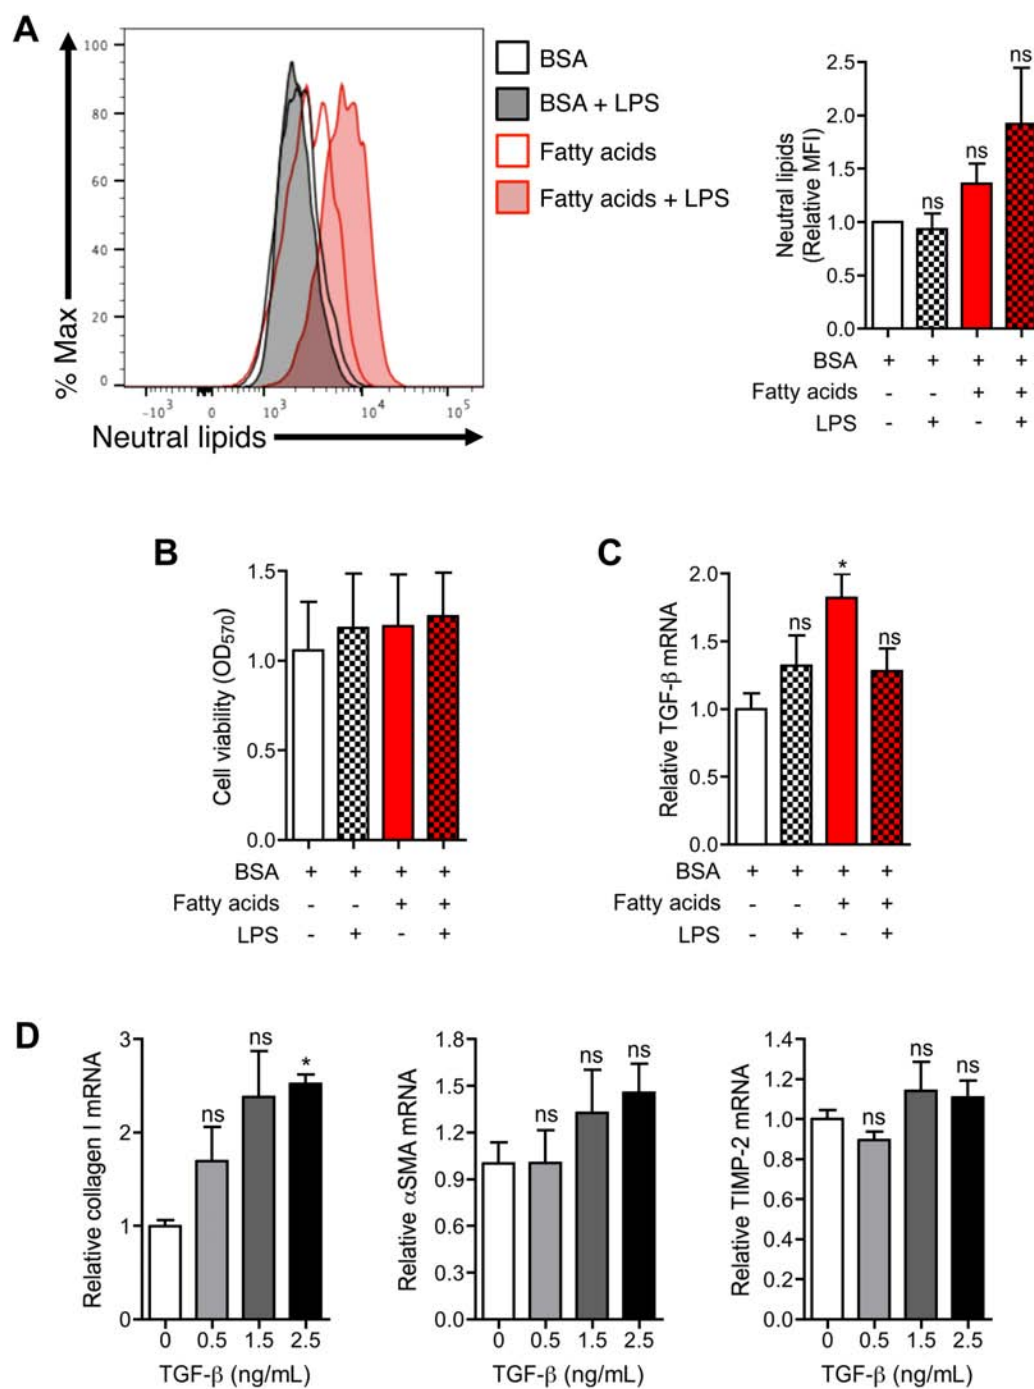 A
% Max
100
80
60
40
20
0
-10³
0
10³
10⁴
10⁵
Neutral lipids
BSA
BSA + LPS
Fatty acids
Fatty acids + LPS
Neutral lipids
(Relative MFI)
2.5
2.0
1.5
1.0
0.5
0.0
ns
ns
ns
BSA + + + +
Fatty acids - - + +
LPS - + - +
B
Cell viability (OD₅₇₀)
1.5
1.0
0.5
0.0
BSA + + + +
Fatty acids - - + +
LPS - + - +
C
Relative TGF-β mRNA
2.0
1.5
1.0
0.5
0.0
ns
*
ns
BSA + + + +
Fatty acids - - + +
LPS - + - +
D
Relative collagen I mRNA
3
2
1
0
ns
ns
*
0 0.5 1.5 2.5
TGF-β (ng/mL)
Relative αSMA mRNA
1.8
1.5
1.2
0.9
0.6
0.3
0.0
ns
ns
ns
0 0.5 1.5 2.5
TGF-β (ng/mL)
Relative TIMP-2 mRNA
1.4
1.2
1.0
0.8
0.6
0.4
0.2
0.0
ns
ns
ns
0 0.5 1.5 2.5
TGF-β (ng/mL)